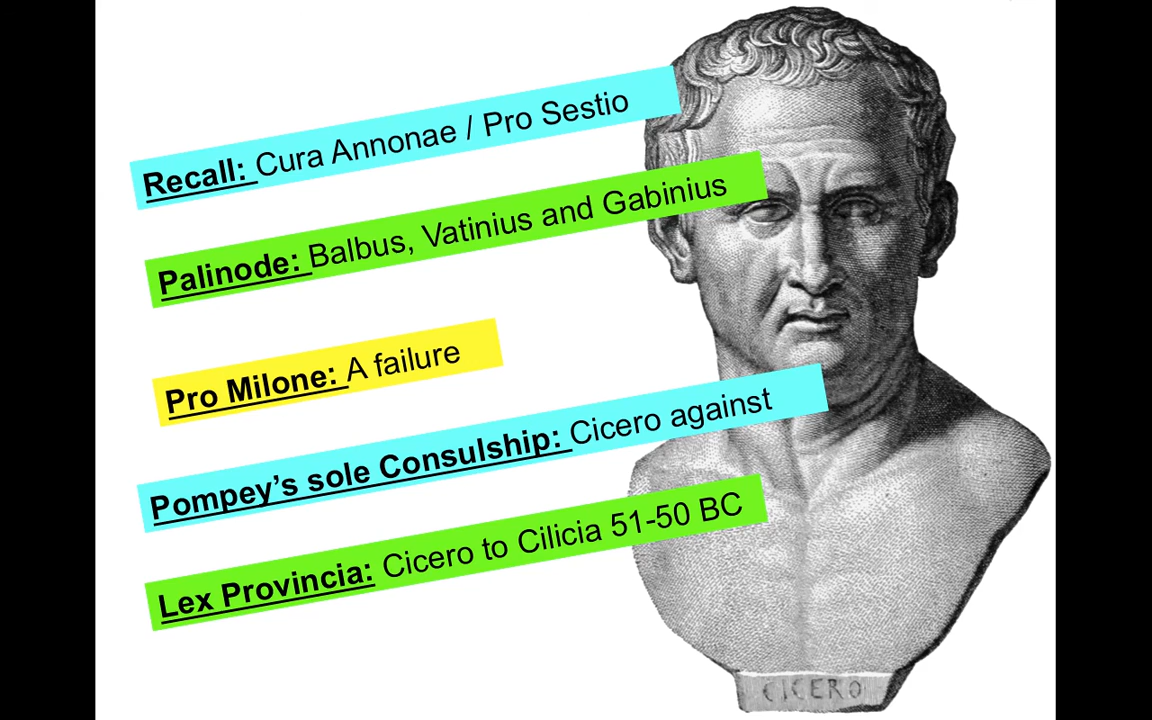 Recall: Cura Annonae / Pro Sestio
Palinode: Balbus, Vatinius and Gabinius
Pro Milone: A failure
Pompey’s sole Consulship: Cicero against
Lex Provincia: Cicero to Cilicia 51-50 BC
CICERO